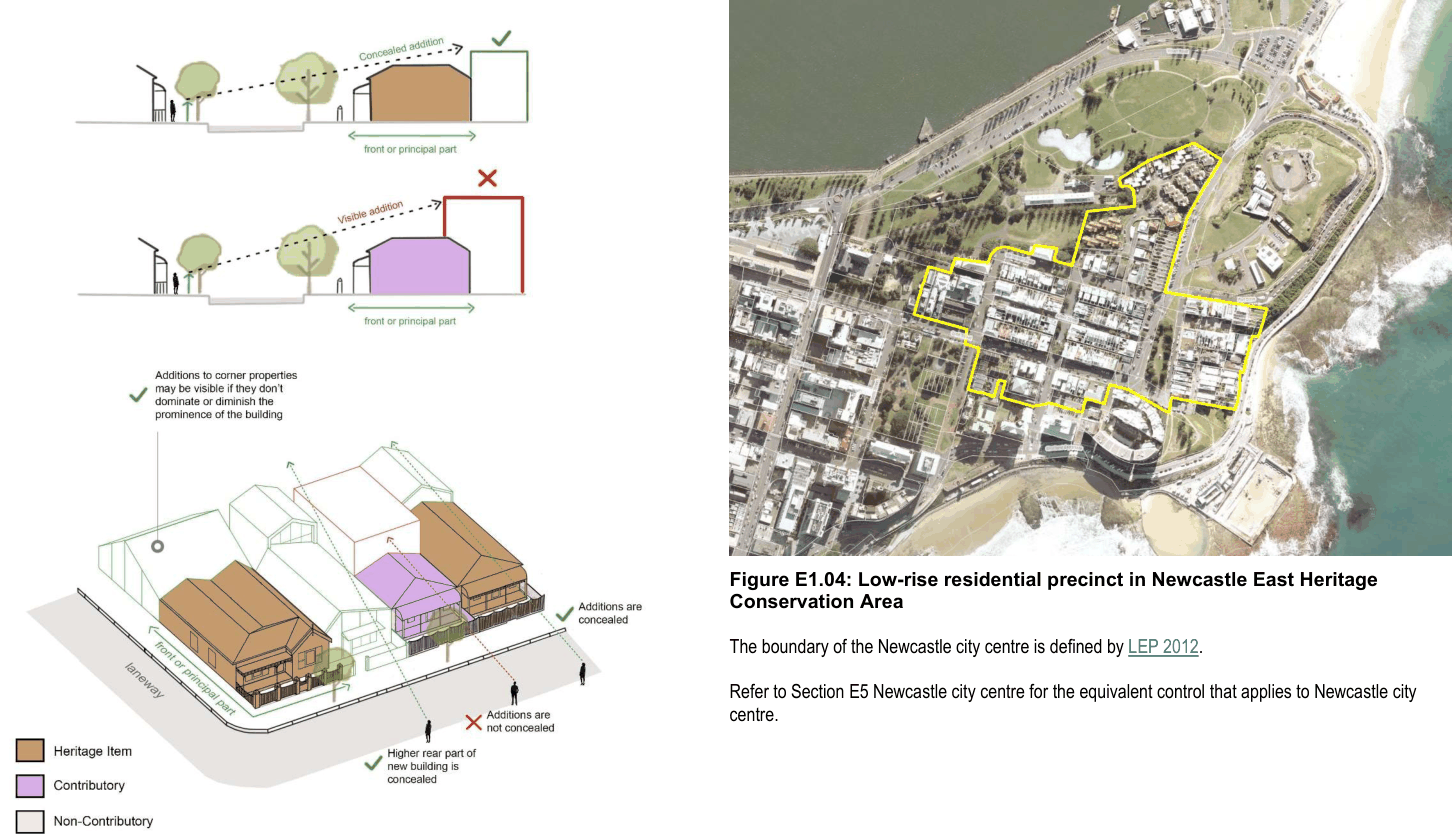 Concealed addition
front or principal part
Visible addition
front or principal part
Additions to corner properties
may be visible if they don't
dominate or diminish the
prominence of the building
Additions are
concealed
front or principal part
laneway
Additions are
not concealed
Higher rear part of
new building is
concealed
Heritage Item
Contributory
Non-Contributory
Figure E1.04: Low-rise residential precinct in Newcastle East Heritage
Conservation Area
The boundary of the Newcastle city centre is defined by LEP 2012.
Refer to Section E5 Newcastle city centre for the equivalent control that applies to Newcastle city
centre.